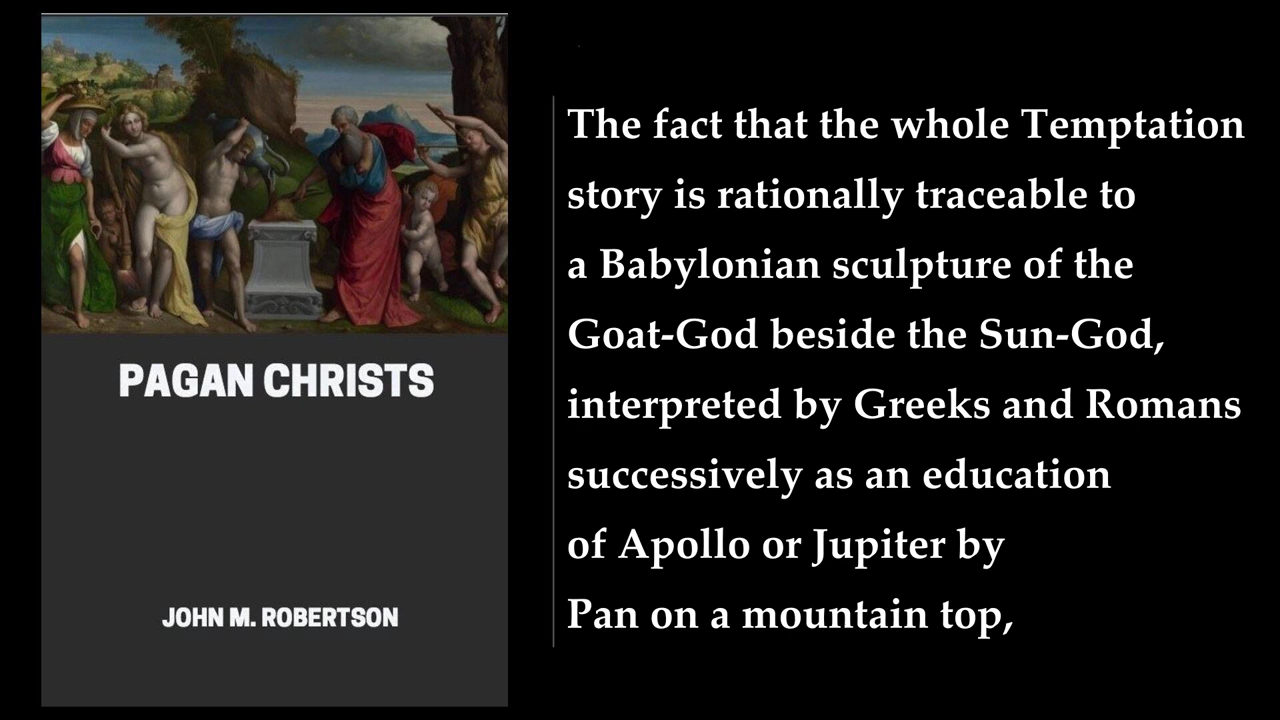 PAGAN CHRISTS
JOHN M. ROBERTSON
The fact that the whole Temptation
story is rationally traceable to
a Babylonian sculpture of the
Goat-God beside the Sun-God,
interpreted by Greeks and Romans
successively as an education
of Apollo or Jupiter by
Pan on a mountain top,